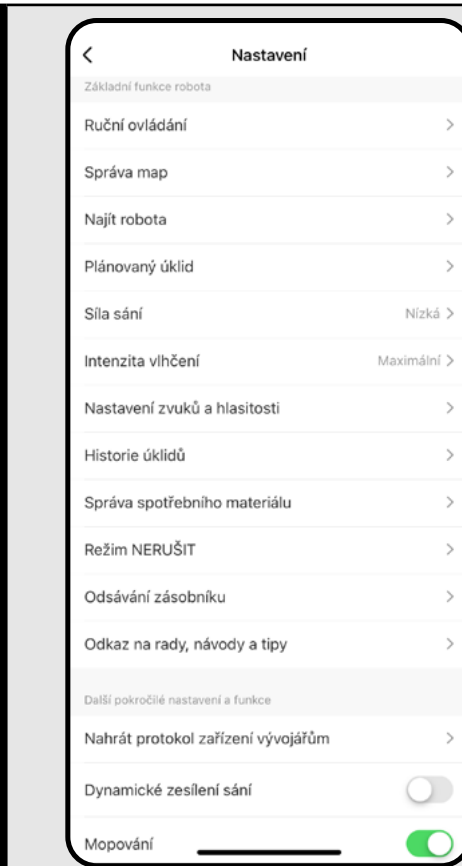 Nastavení
Základní funkce robota
Ruční ovládání
Správa map
Najít robota
Plánovaný úklid
Síla sání Nízká
Intenzita vlhčení Maximální
Nastavení zvuků a hlasitosti
Historie úklidů
Správa spotřebního materiálu
Režim NERUŠIT
Odsávání zásobníku
Odkaz na rady, návody a tipy
Další pokročilé nastavení a funkce
Nahrát protokol zařízení vývojářům
Dynamické zesílení sání
Mopování